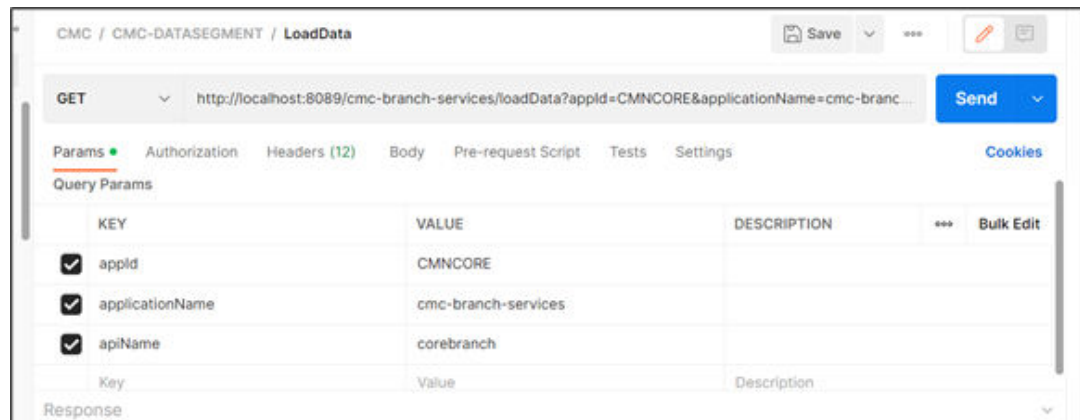 CMC / CMC-DATASEGMENT / LoadData Save
GET http://localhost:8089/cmc-branch-services/loadData?appId=CMNCORE&applicationName=cmc-branc... Send
Params Authorization Headers (12) Body Pre-request Script Tests Settings Cookies
Query Params
KEY VALUE DESCRIPTION Bulk Edit
appId CMNCORE
applicationName cmc-branch-services
apiName corebranch
Key Value Description
Response